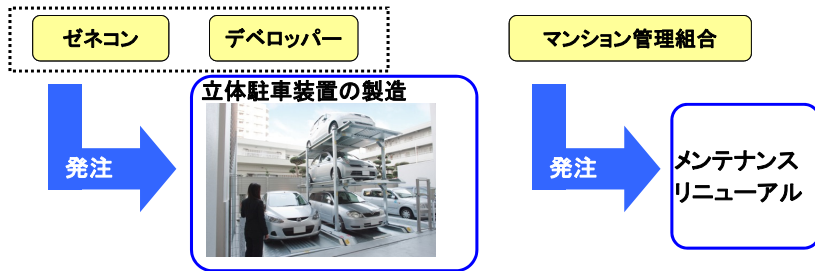 ゼネコン
デベロッパー
マンション管理組合
立体駐車装置の製造
発注
発注
メンテナンス
リニューアル